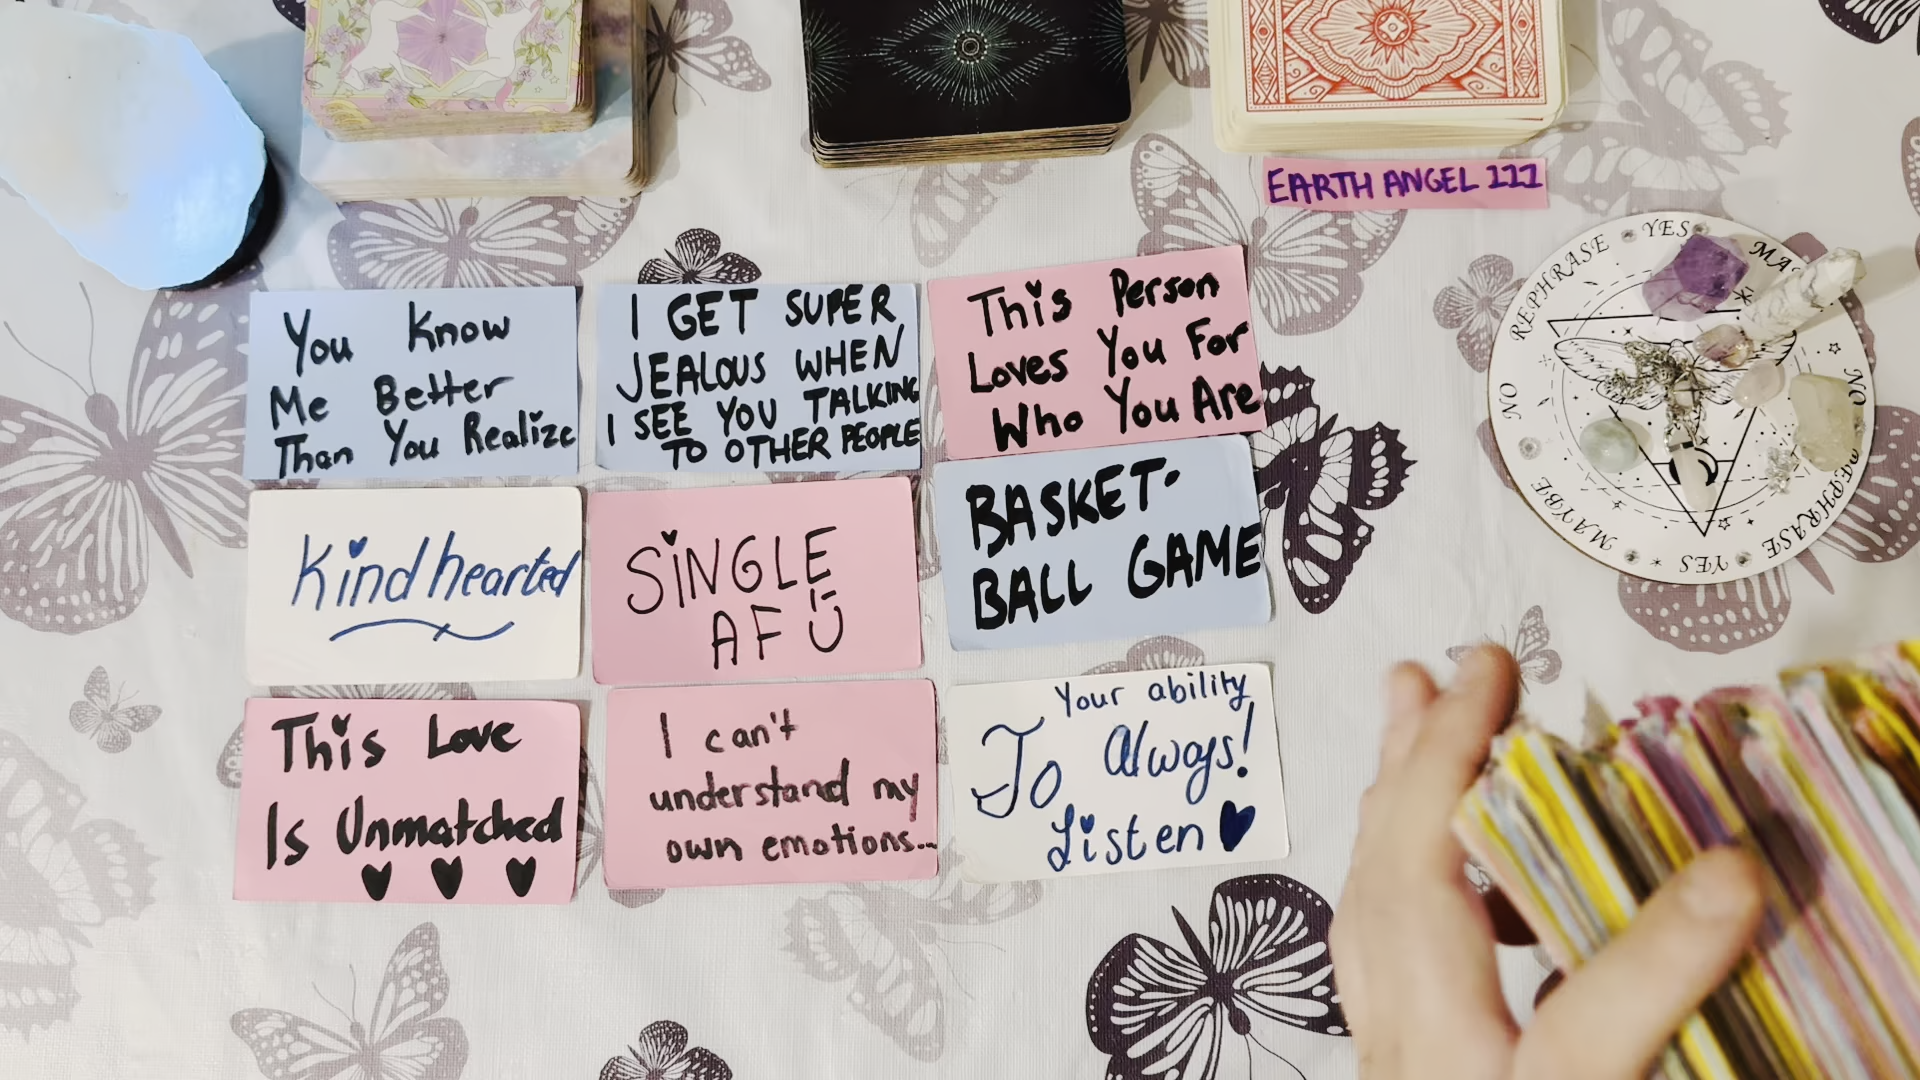 EARTH ANGEL 111
You Know
Me Better
Than You Realize
I GET SUPER
JEALOUS WHEN
I SEE YOU TALKING
TO OTHER PEOPLE
This Person
Loves You For
Who You Are
Kindhearted
SiNGLE
AF
BASKET-
BALL GAME
This Love
Is Unmatched
I can't
understand my
own emotions...
Your ability
To Always!
Listen
REPHRASE
YES
NO
NO
MAYBE
YES
REPHRASE